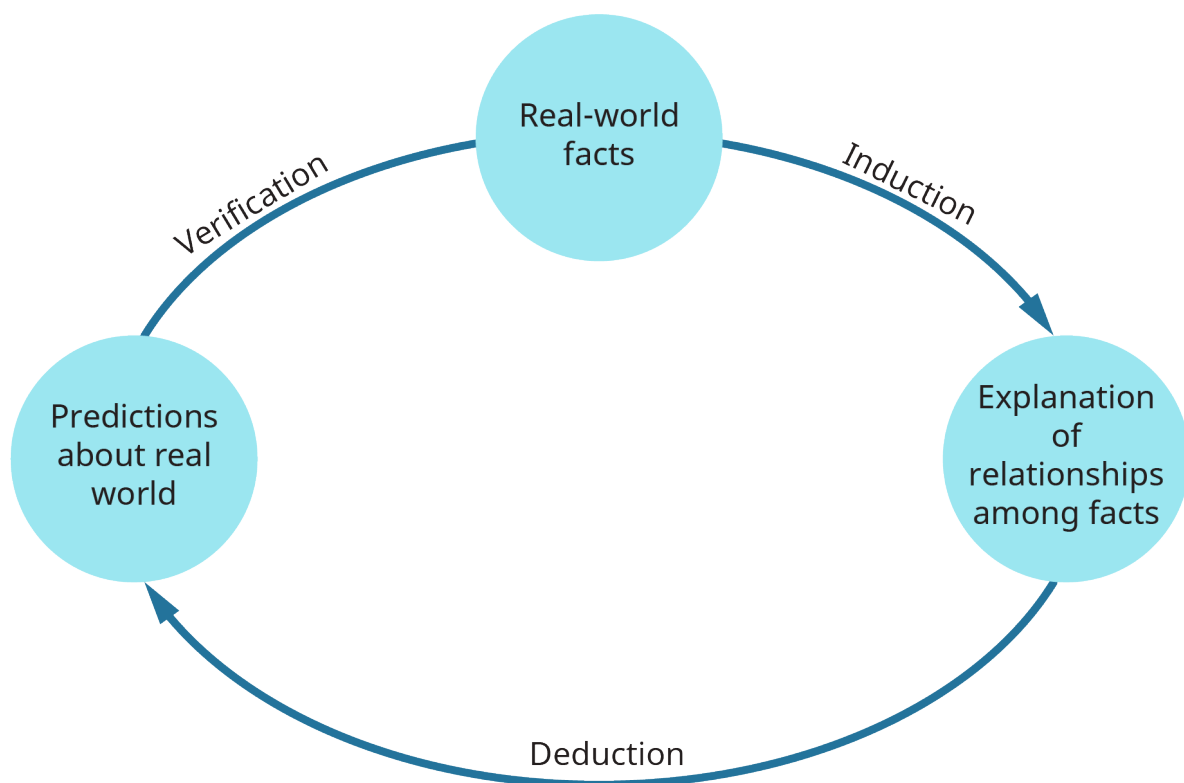 Real-world
facts
Induction
Verification
Explanation
of
relationships
among facts
Predictions
about real
world
Deduction